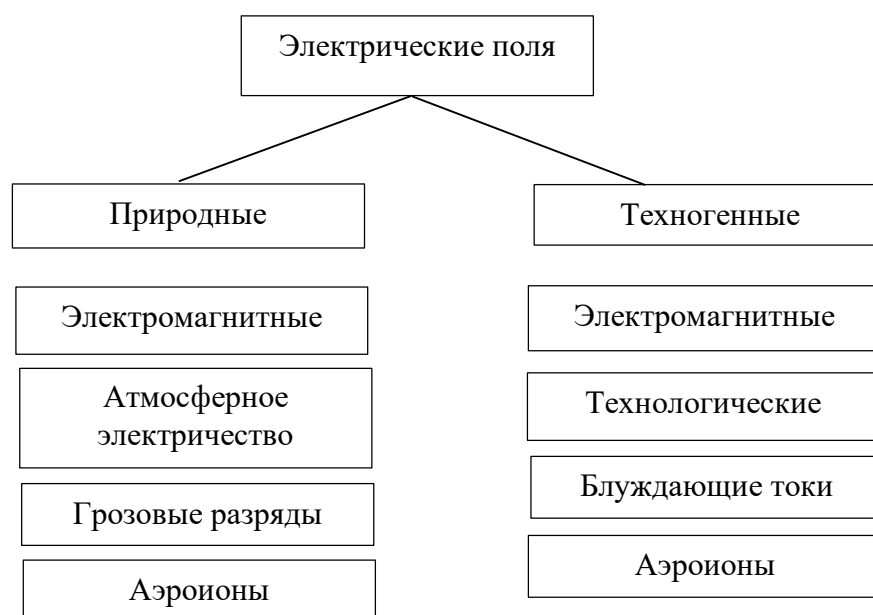 Электрические поля
Природные
Техногенные
Электромагнитные
Электромагнитные
Атмосферное
электричество
Технологические
Грозовые разряды
Блуждающие токи
Аэроионы
Аэроионы